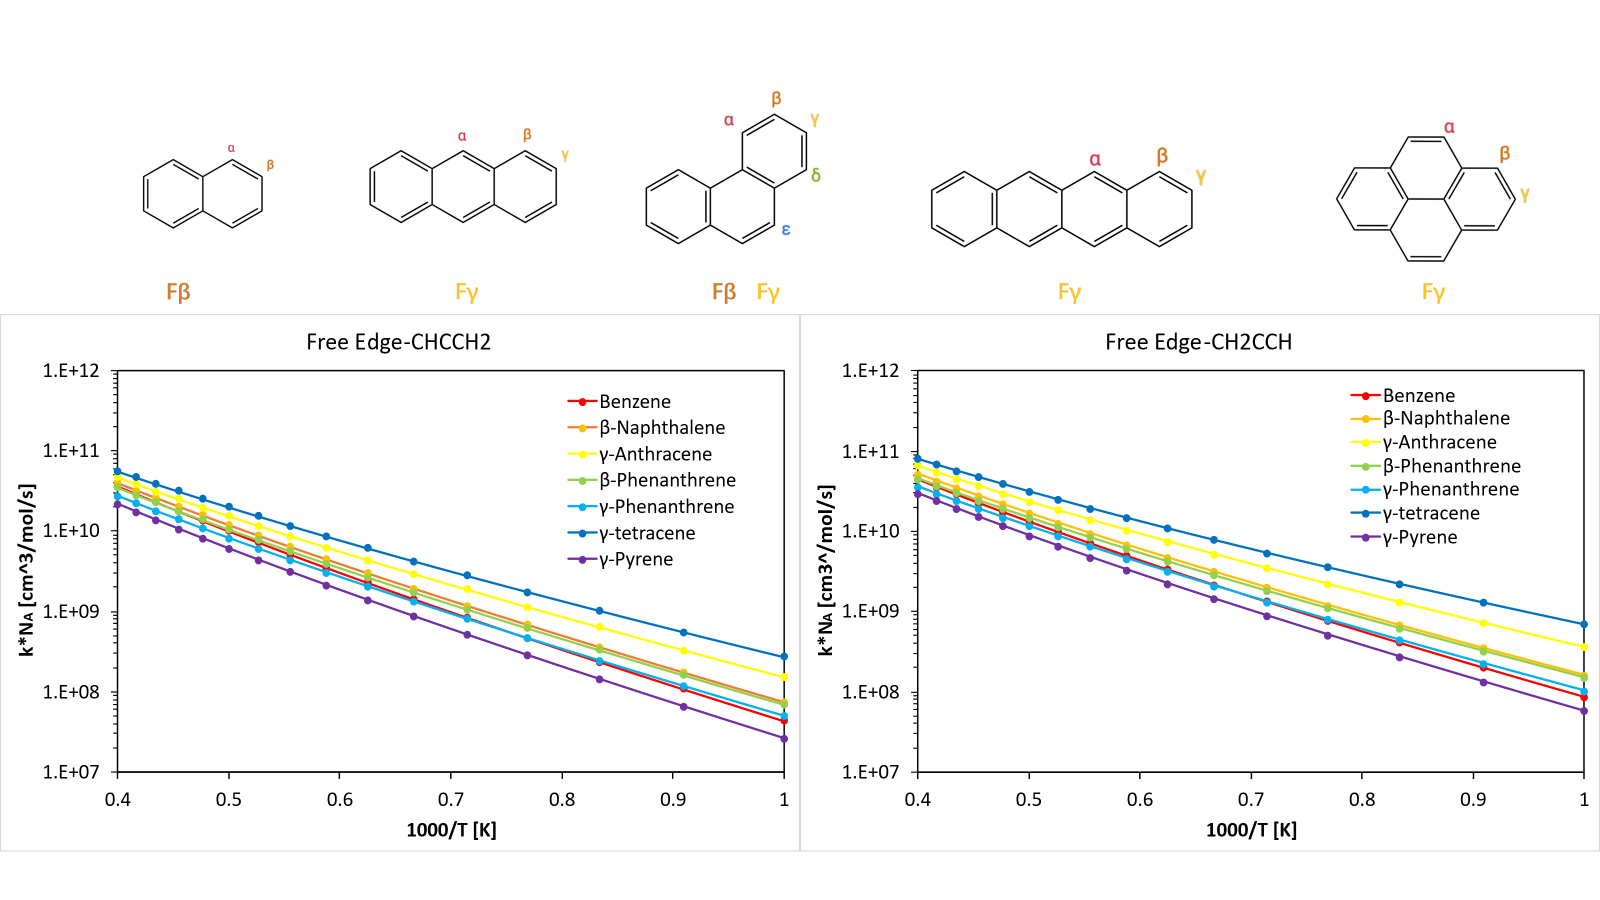 α
β
α
β
γ
α
β
γ
δ
ε
α
β
γ
α
β
γ
Fβ
Fγ
Fβ Fγ
Fγ
Fγ
Free Edge-CHCCH2
k*NA [cm^3/mol/s]
1.E+12
1.E+11
1.E+10
1.E+09
1.E+08
1.E+07
Benzene
β-Naphthalene
γ-Anthracene
β-Phenanthrene
γ-Phenanthrene
γ-tetracene
γ-Pyrene
0.4 0.5 0.6 0.7 0.8 0.9 1
1000/T [K]
Free Edge-CH2CCH
k*NA [cm3^/mol/s]
1.E+12
1.E+11
1.E+10
1.E+09
1.E+08
1.E+07
Benzene
β-Naphthalene
γ-Anthracene
β-Phenanthrene
γ-Phenanthrene
γ-tetracene
γ-Pyrene
0.4 0.5 0.6 0.7 0.8 0.9 1
1000/T [K]